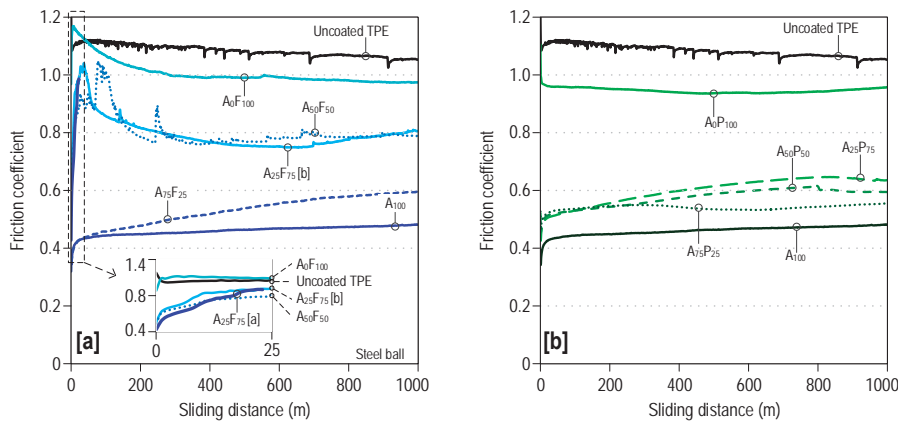 1.2
1.0
0.8
0.6
0.4
0.2
0
Friction coefficient
[a]
Uncoated TPE
A0F100
A50F50
A25F75 [b]
A75F25
A100
1.4
0.8
0.4
0
25
A0F100
Uncoated TPE
A25F75 [b]
A50F50
A25F75 [a]
Steel ball
0 200 400 600 800 1000
Sliding distance (m)
1.2
1.0
0.8
0.6
0.4
0.2
0
Friction coefficient
[b]
Uncoated TPE
A0P100
A50P50
A25P75
A75P25
A100
0 200 400 600 800 1000
Sliding distance (m)